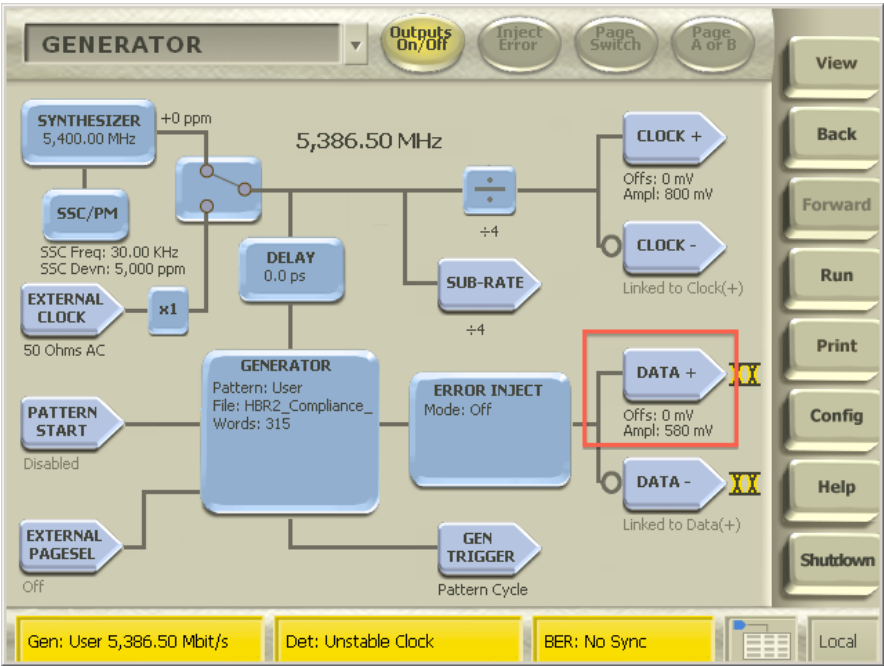 GENERATOR
Outputs
On/Off
Inject
Error
Page
Switch
Page
A or B
View
Back
Forward
Run
Print
Config
Help
Shutdown
SYNTHESIZER
5,400.00 MHz
+0 ppm
5,386.50 MHz
SSC/PM
SSC Freq: 30.00 KHz
SSC Devn: 5,000 ppm
EXTERNAL
CLOCK
x1
50 Ohms AC
DELAY
0.0 ps
÷
÷4
SUB-RATE
÷4
CLOCK +
Offs: 0 mV
Ampl: 800 mV
CLOCK -
Linked to Clock(+)
GENERATOR
Pattern: User
File: HBR2_Compliance_
Words: 315
ERROR INJECT
Mode: Off
DATA +
Offs: 0 mV
Ampl: 580 mV
DATA -
Linked to Data(+)
PATTERN
START
Disabled
EXTERNAL
PAGESEL
Off
GEN
TRIGGER
Pattern Cycle
Gen: User 5,386.50 Mbit/s
Det: Unstable Clock
BER: No Sync
Local